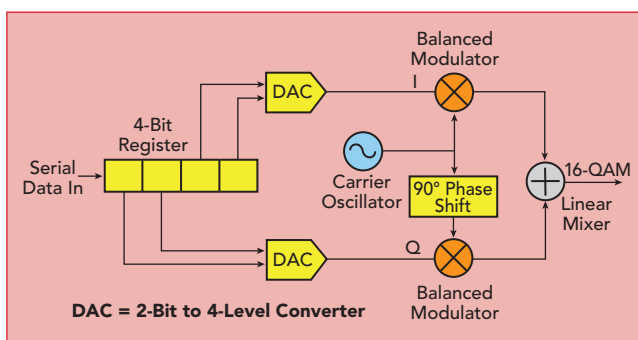 Balanced
Modulator
DAC
I
4-Bit
Register
Serial
Data In
Carrier
Oscillator
90° Phase
Shift
16-QAM
Linear
Mixer
DAC
Q
Balanced
Modulator
DAC = 2-Bit to 4-Level Converter